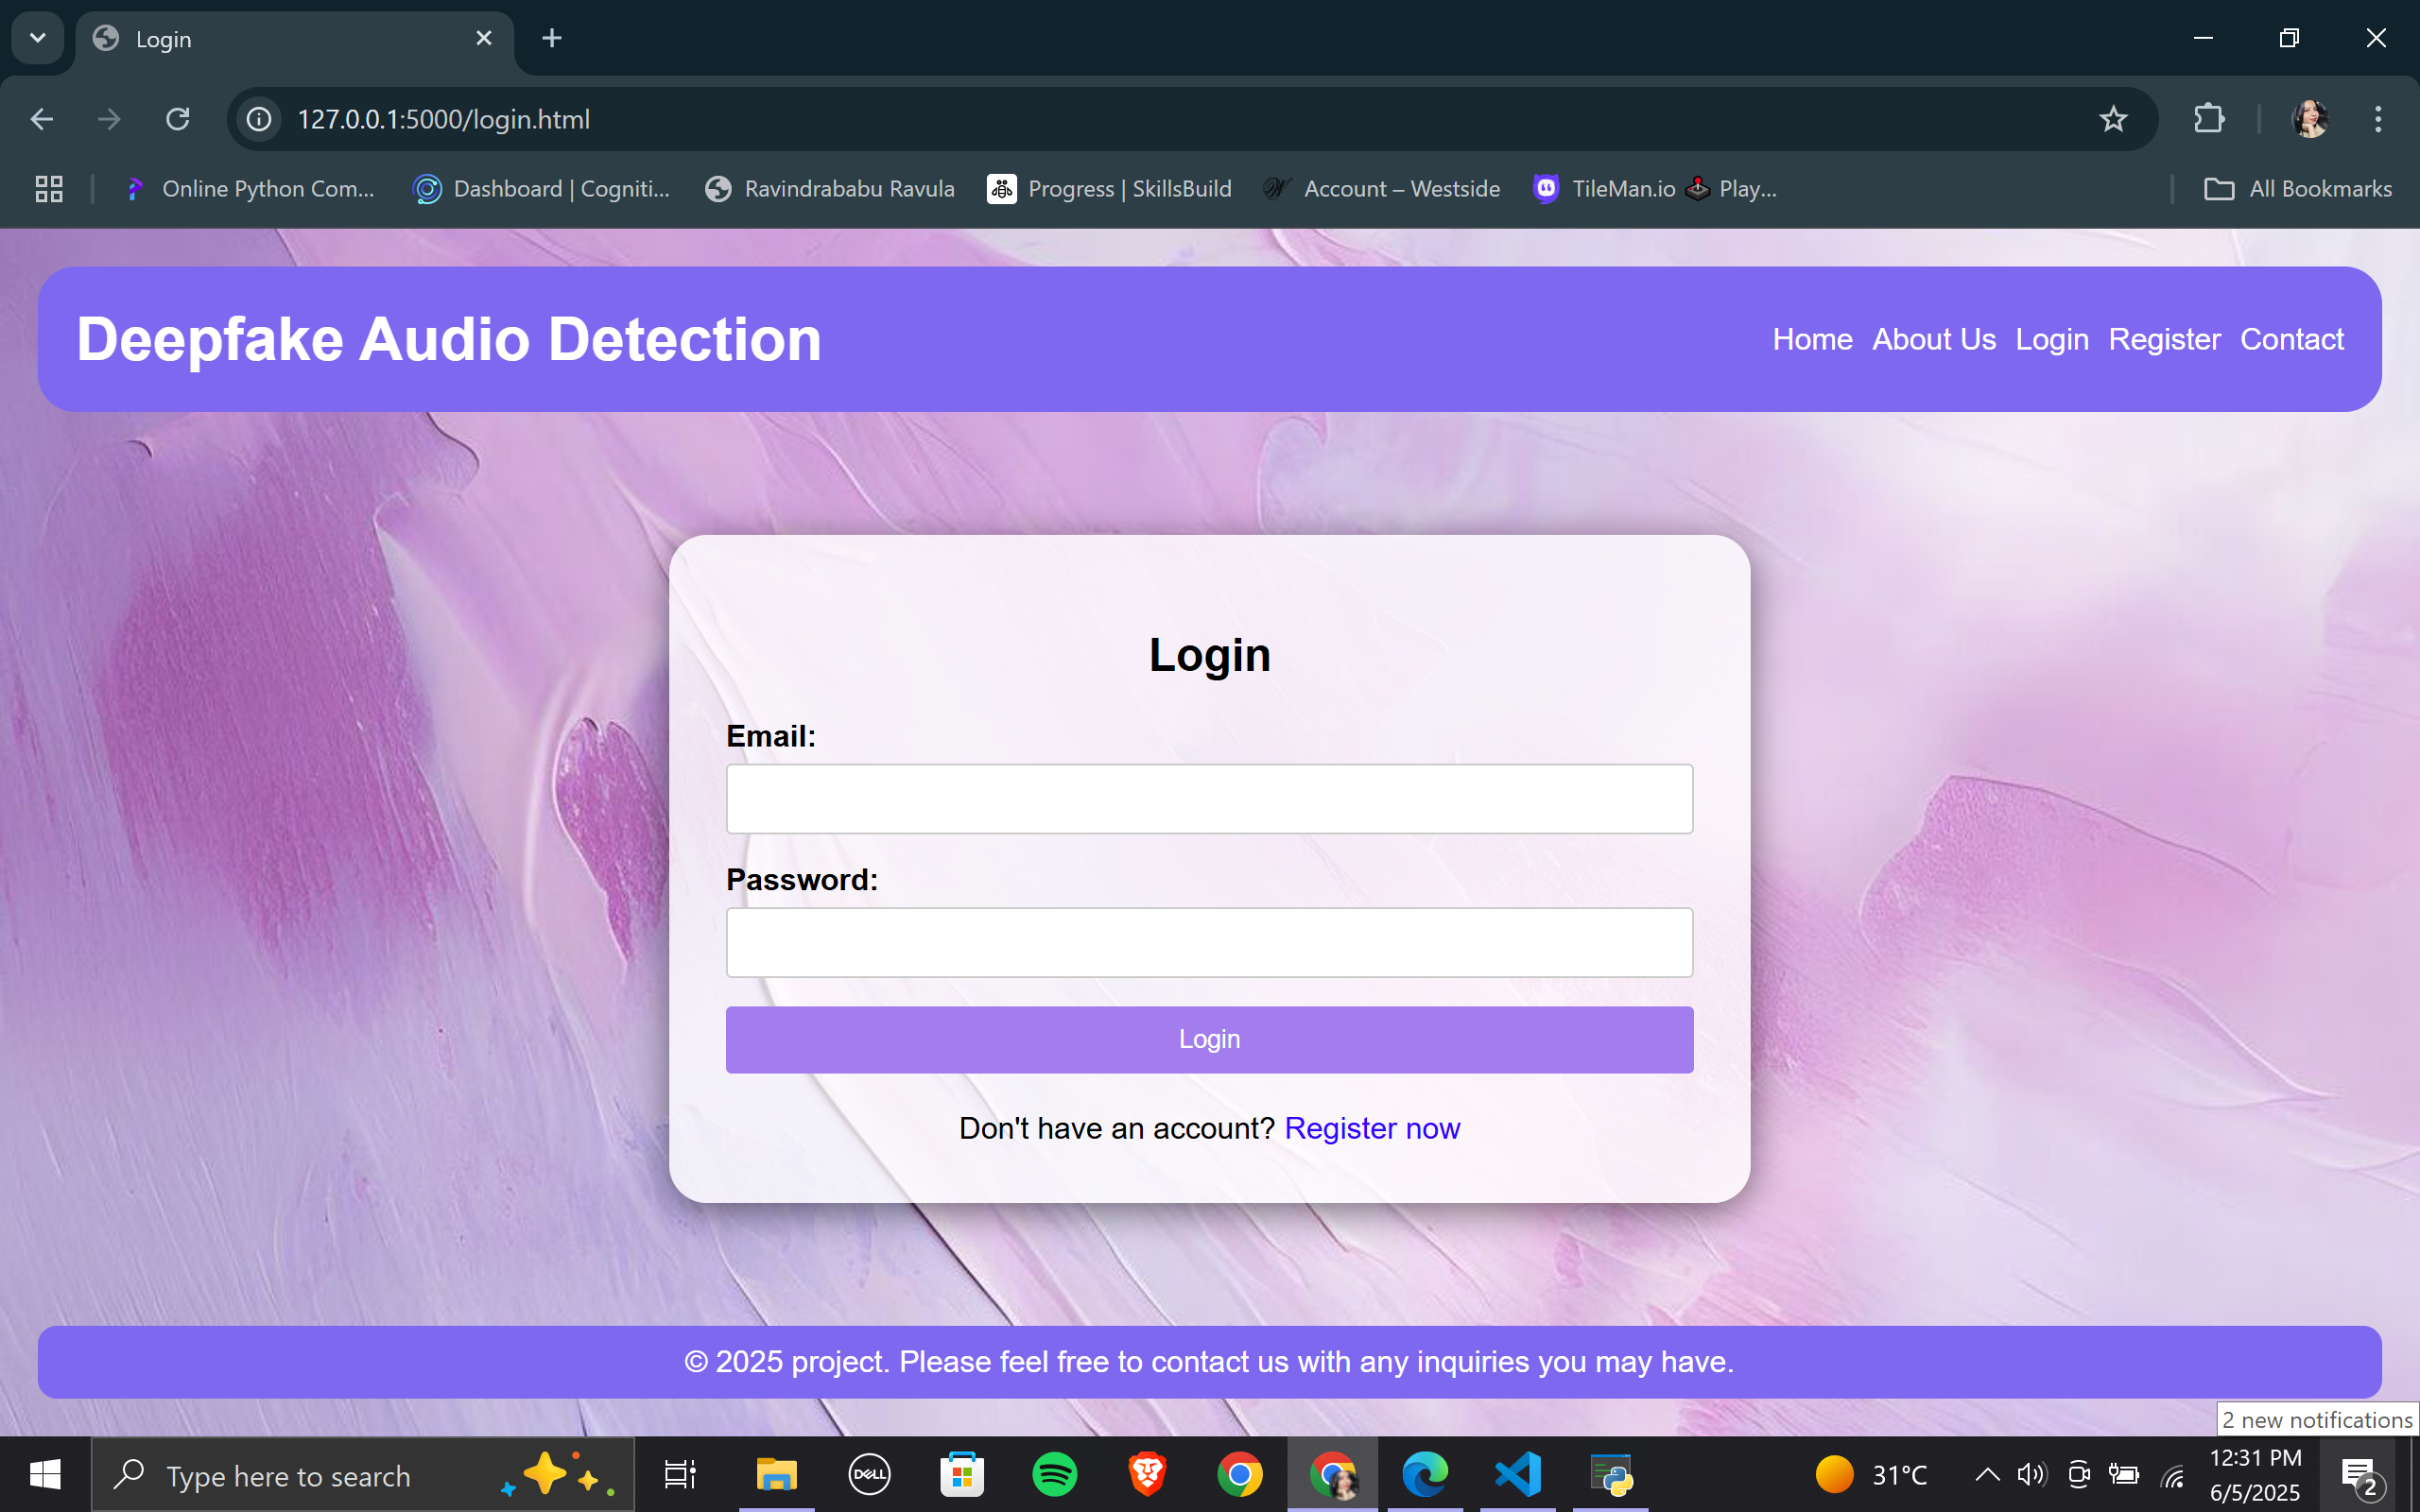 Login
127.0.0.1:5000/login.html
Online Python Com...
Dashboard | Cogniti...
Ravindrababu Ravula
Progress | SkillsBuild
Account – Westside
TileMan.io 🕹 Play...
All Bookmarks
Deepfake Audio Detection
Home About Us Login Register Contact
Login
Email:
Password:
Login
Don't have an account? Register now
© 2025 project. Please feel free to contact us with any inquiries you may have.
2 new notifications
Type here to search
DELL
31°C
12:31 PM
6/5/2025
2